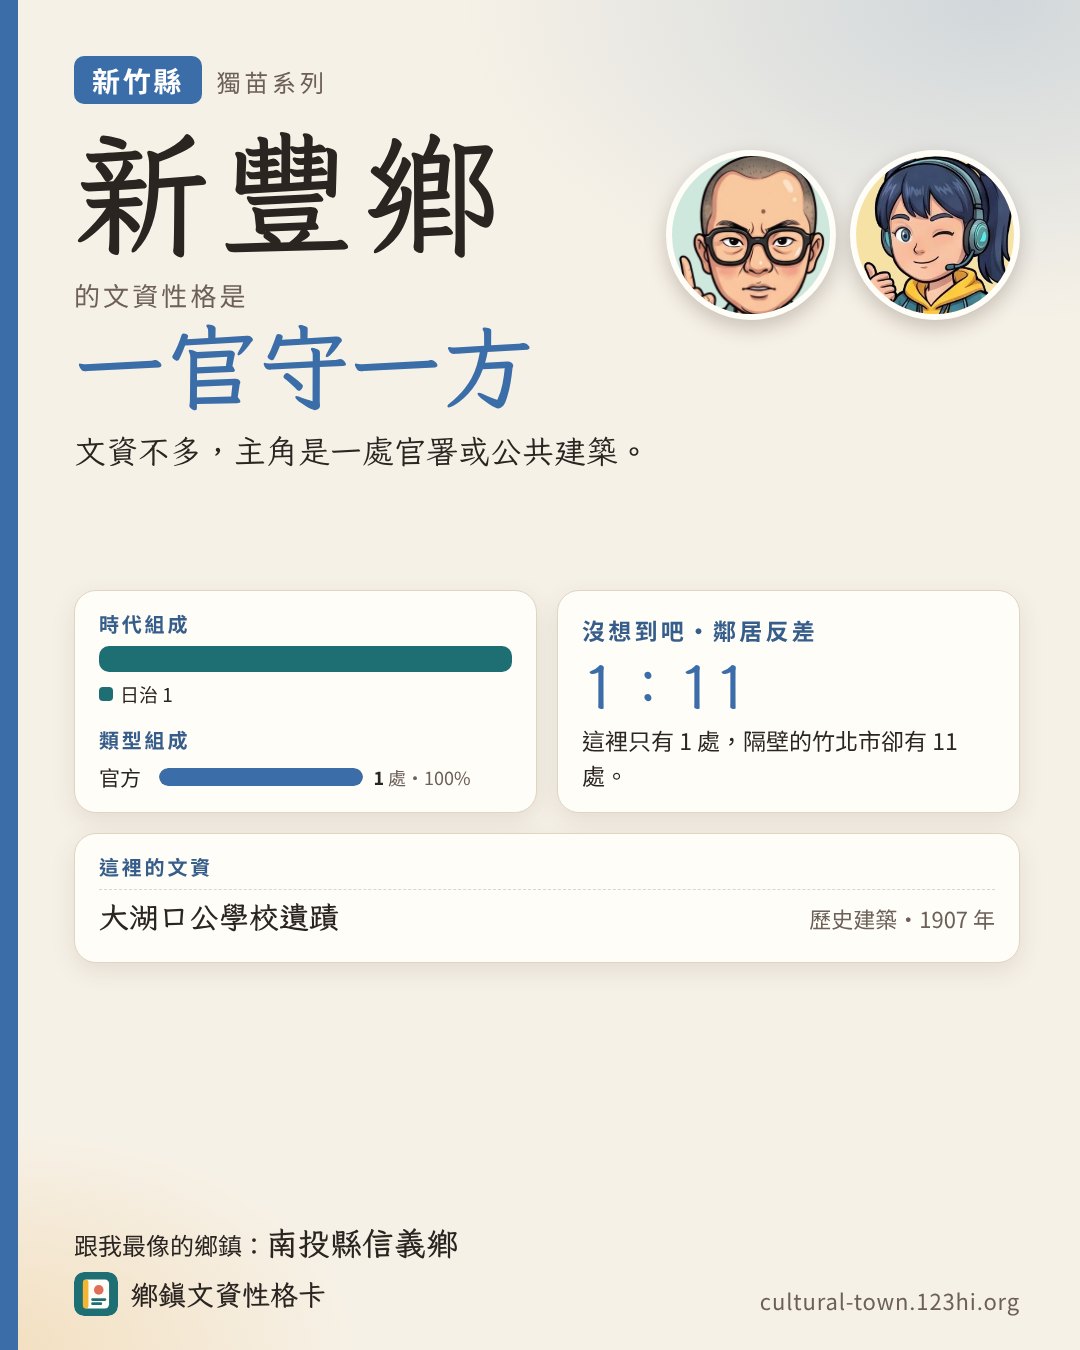 新竹縣 獨苗系列
新豐鄉
的文資性格是
一官守一方
文資不多，主角是一處官署或公共建築。
時代組成
日治 1
類型組成
官方 1 處・100%
沒想到吧・鄰居反差
1：11
這裡只有 1 處，隔壁的竹北市卻有 11
處。
這裡的文資
大湖口公學校遺蹟 歷史建築・1907 年
跟我最像的鄉鎮：南投縣信義鄉
鄉鎮文資性格卡
cultural-town.123hi.org